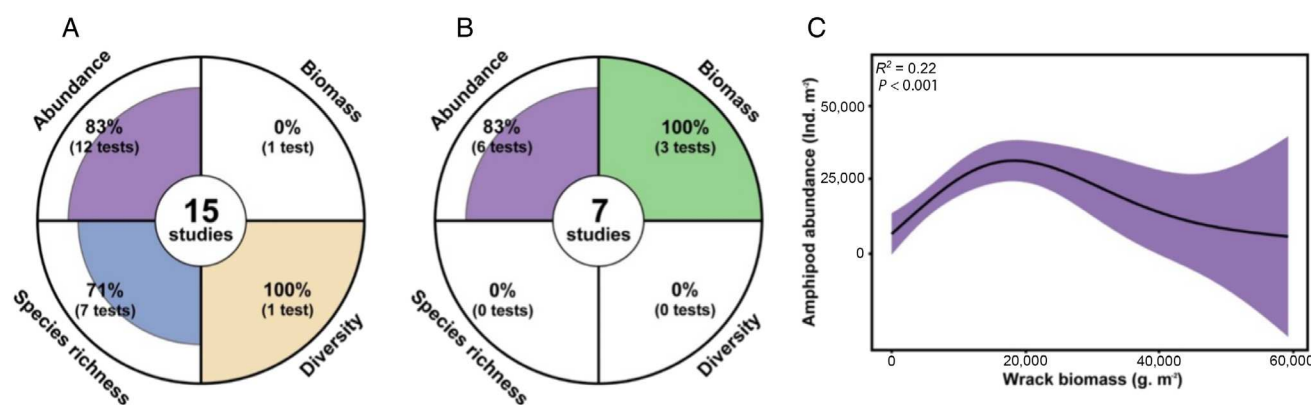 A
Abundance
Biomass
83%
(12 tests)
0%
(1 test)
15
studies
71%
(7 tests)
100%
(1 test)
Species richness
Diversity
B
Abundance
Biomass
83%
(6 tests)
100%
(3 tests)
7
studies
0%
(0 tests)
0%
(0 tests)
Species richness
Diversity
C
R² = 0.22
P < 0.001
Amphipod abundance (Ind. m⁻²)
50,000
25,000
0
0
20,000
40,000
60,000
Wrack biomass (g. m⁻²)